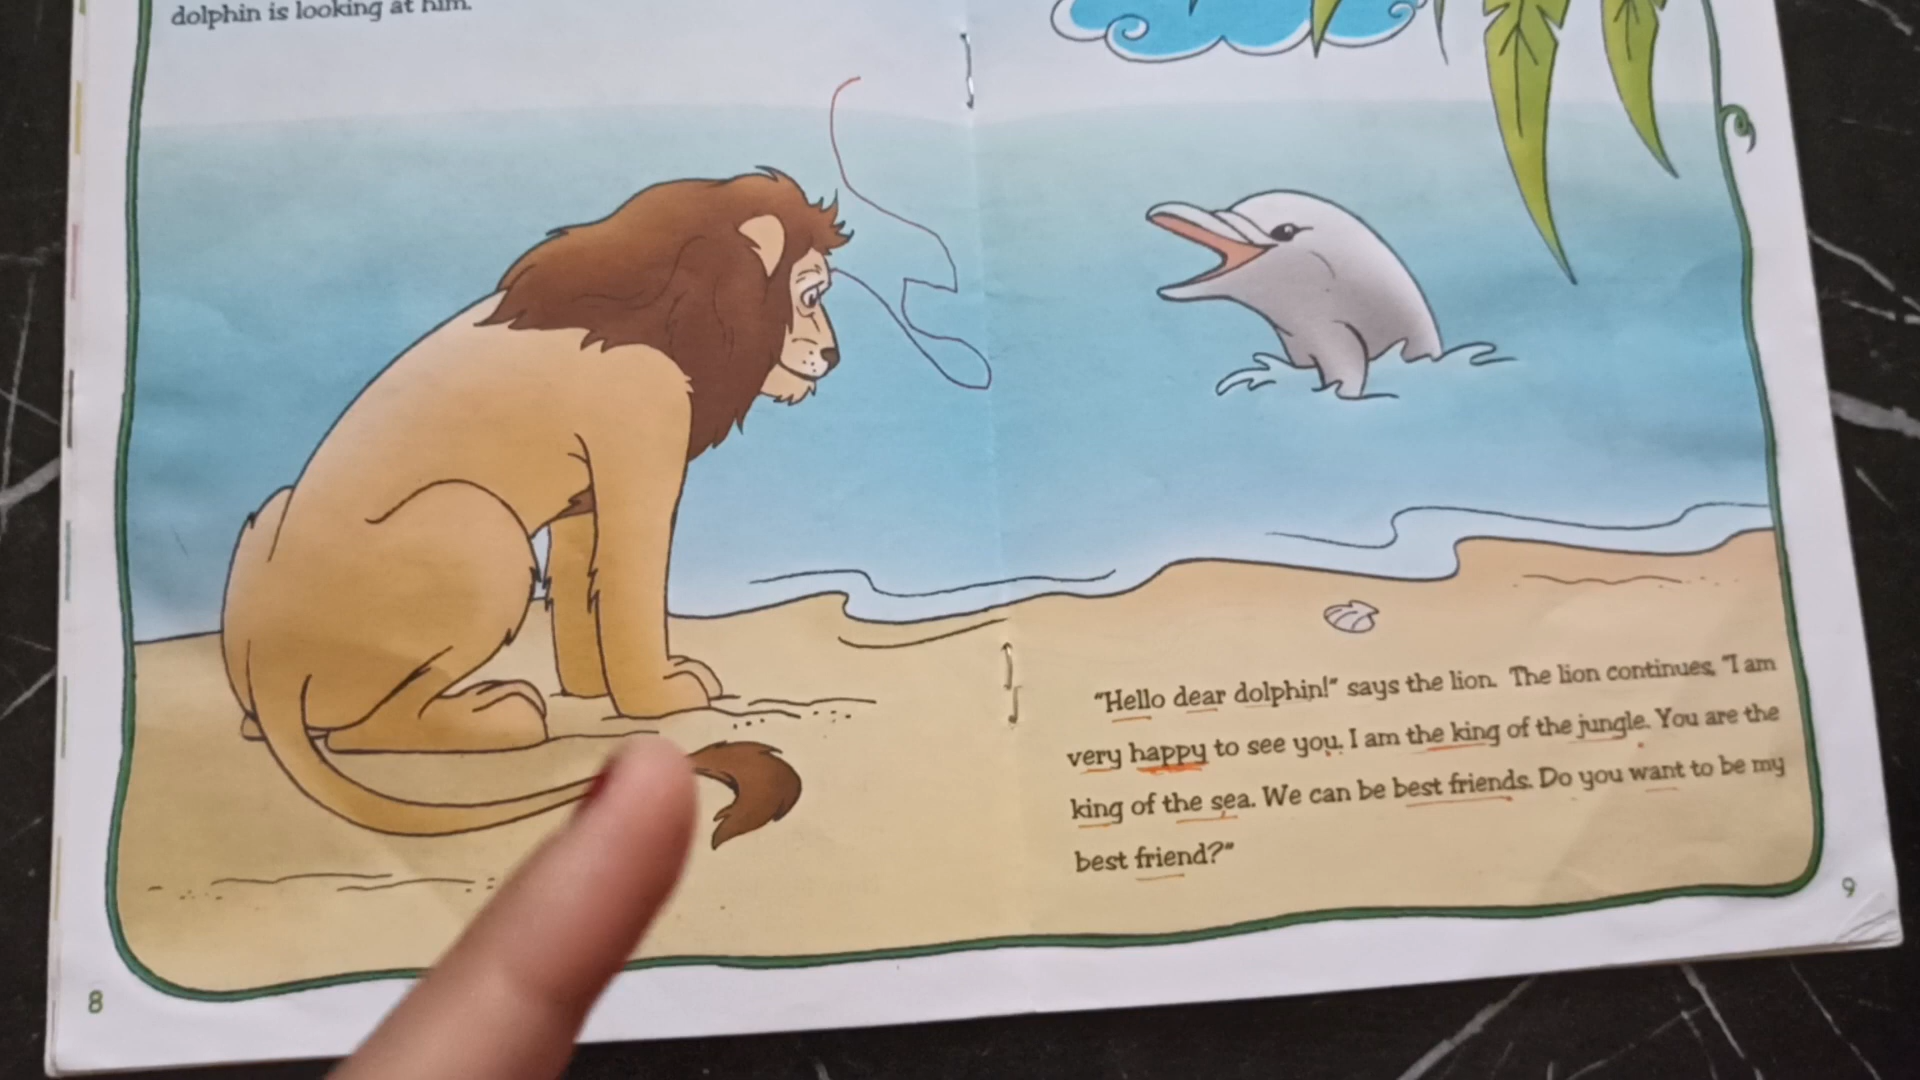 dolphin is looking at him.
"Hello dear dolphin!" says the lion. The lion continues, "I am
very happy to see you. I am the king of the jungle. You are the
king of the sea. We can be best friends. Do you want to be my
best friend?"
8
9